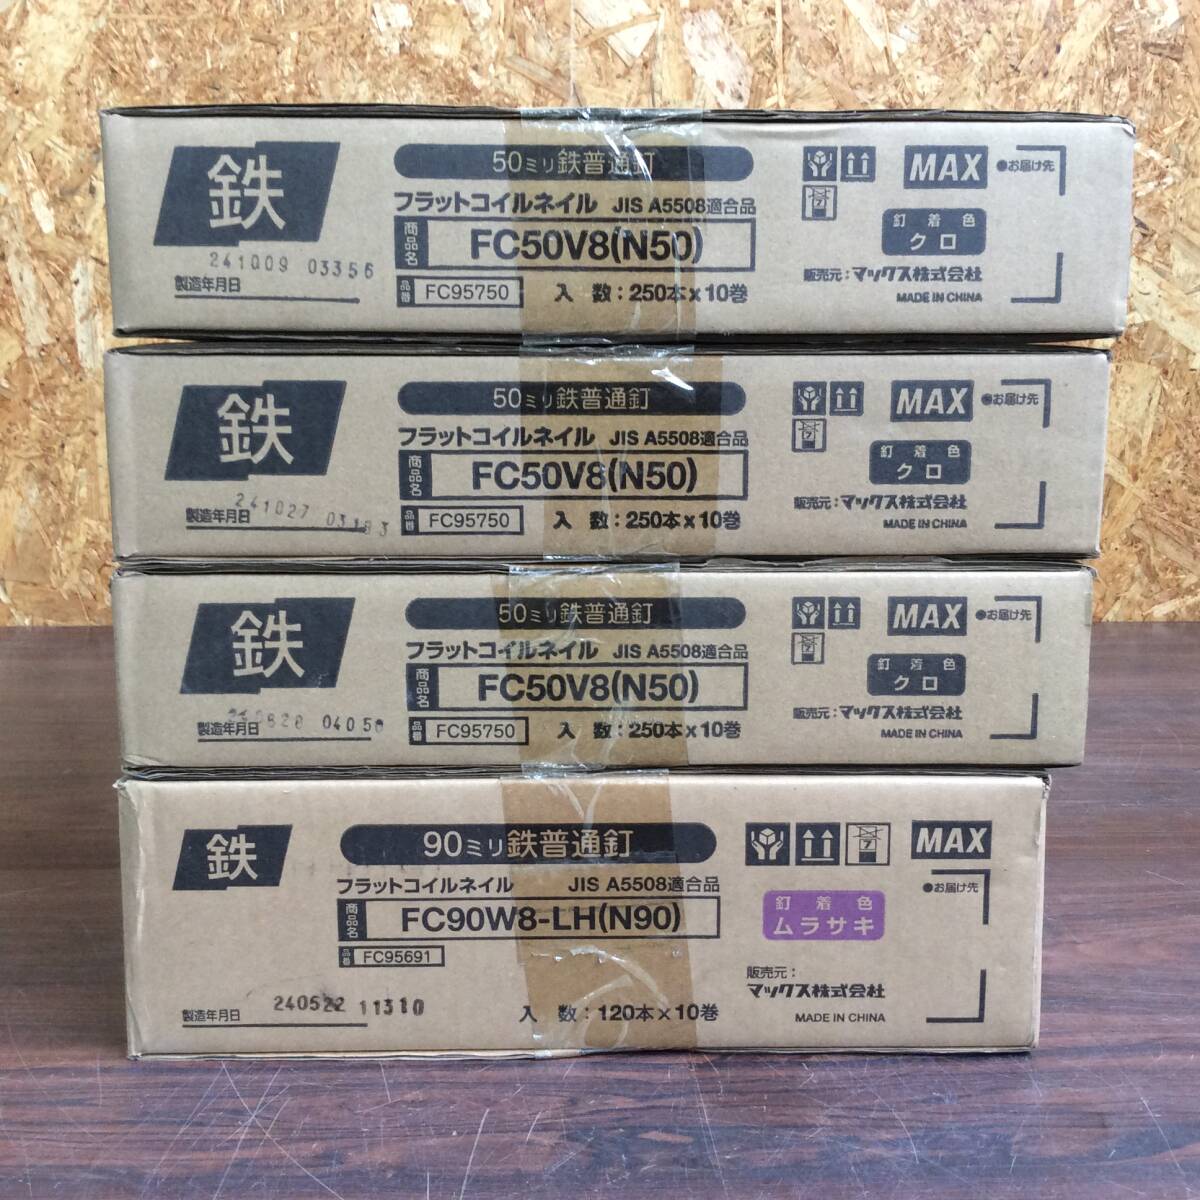 鉄
50ミリ鉄普通釘
フラットコイルネイル JIS A5508適合品
商品名 FC50V8(N50)
品番 FC95750 入 数：250本×10巻
241009 03356
製造年月日
MAX
●お届け先
7
釘着色
クロ
販売元：マックス株式会社
MADE IN CHINA
鉄
50ミリ鉄普通釘
フラットコイルネイル JIS A5508適合品
商品名 FC50V8(N50)
品番 FC95750 入 数：250本×10巻
241027
製造年月日
MAX
●お届け先
7
釘着色
クロ
販売元：マックス株式会社
MADE IN CHINA
鉄
50ミリ鉄普通釘
フラットコイルネイル JIS A5508適合品
商品名 FC50V8(N50)
品番 FC95750 入 数：250本×10巻
製造年月日
MAX
●お届け先
7
釘着色
クロ
販売元：マックス株式会社
MADE IN CHINA
鉄
90ミリ鉄普通釘
フラットコイルネイル JIS A5508適合品
商品名 FC90W8-LH(N90)
品番 FC95691
240522 11310
製造年月日
入 数：120本×10巻
7
MAX
●お届け先
釘着色
ムラサキ
販売元：
マックス株式会社
MADE IN CHINA